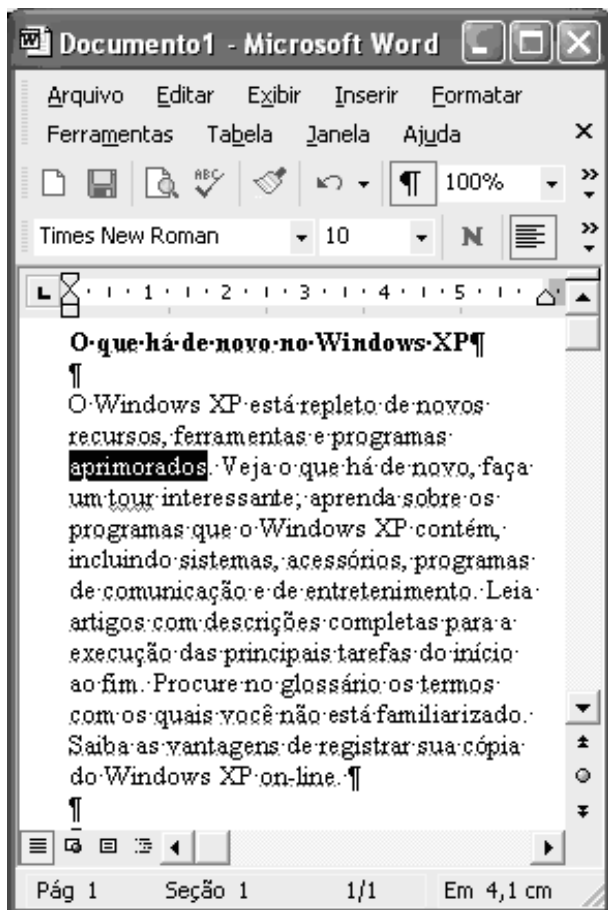 Documento1 - Microsoft Word
Arquivo Editar Exibir Inserir Formatar
Ferramentas Tabela Janela Ajuda
ABC ¶ 100%
Times New Roman 10 N
L 1 2 3 4 5
O·que·há·de·novo·no·Windows·XP¶
¶
O·Windows XP·está·repleto·de·novos·
recursos,·ferramentas·e·programas·
aprimorados.·Veja·o·que·há·de·novo,·faça·
um·tour·interessante;·aprenda·sobre·os·
programas·que·o·Windows XP·contém,·
incluindo·sistemas,·acessórios,·programas·
de·comunicação·e·de·entretenimento.·Leia·
artigos·com·descrições·completas·para·a·
execução·das·principais·tarefas·do·início·
ao·fim.·Procure·no·glossário·os·termos·
com·os·quais·você·não·está·familiarizado.·
Saiba·as·vantagens·de·registrar·sua·cópia·
do·Windows XP·on-line.·¶
¶
Pág 1 Seção 1 1/1 Em 4,1 cm